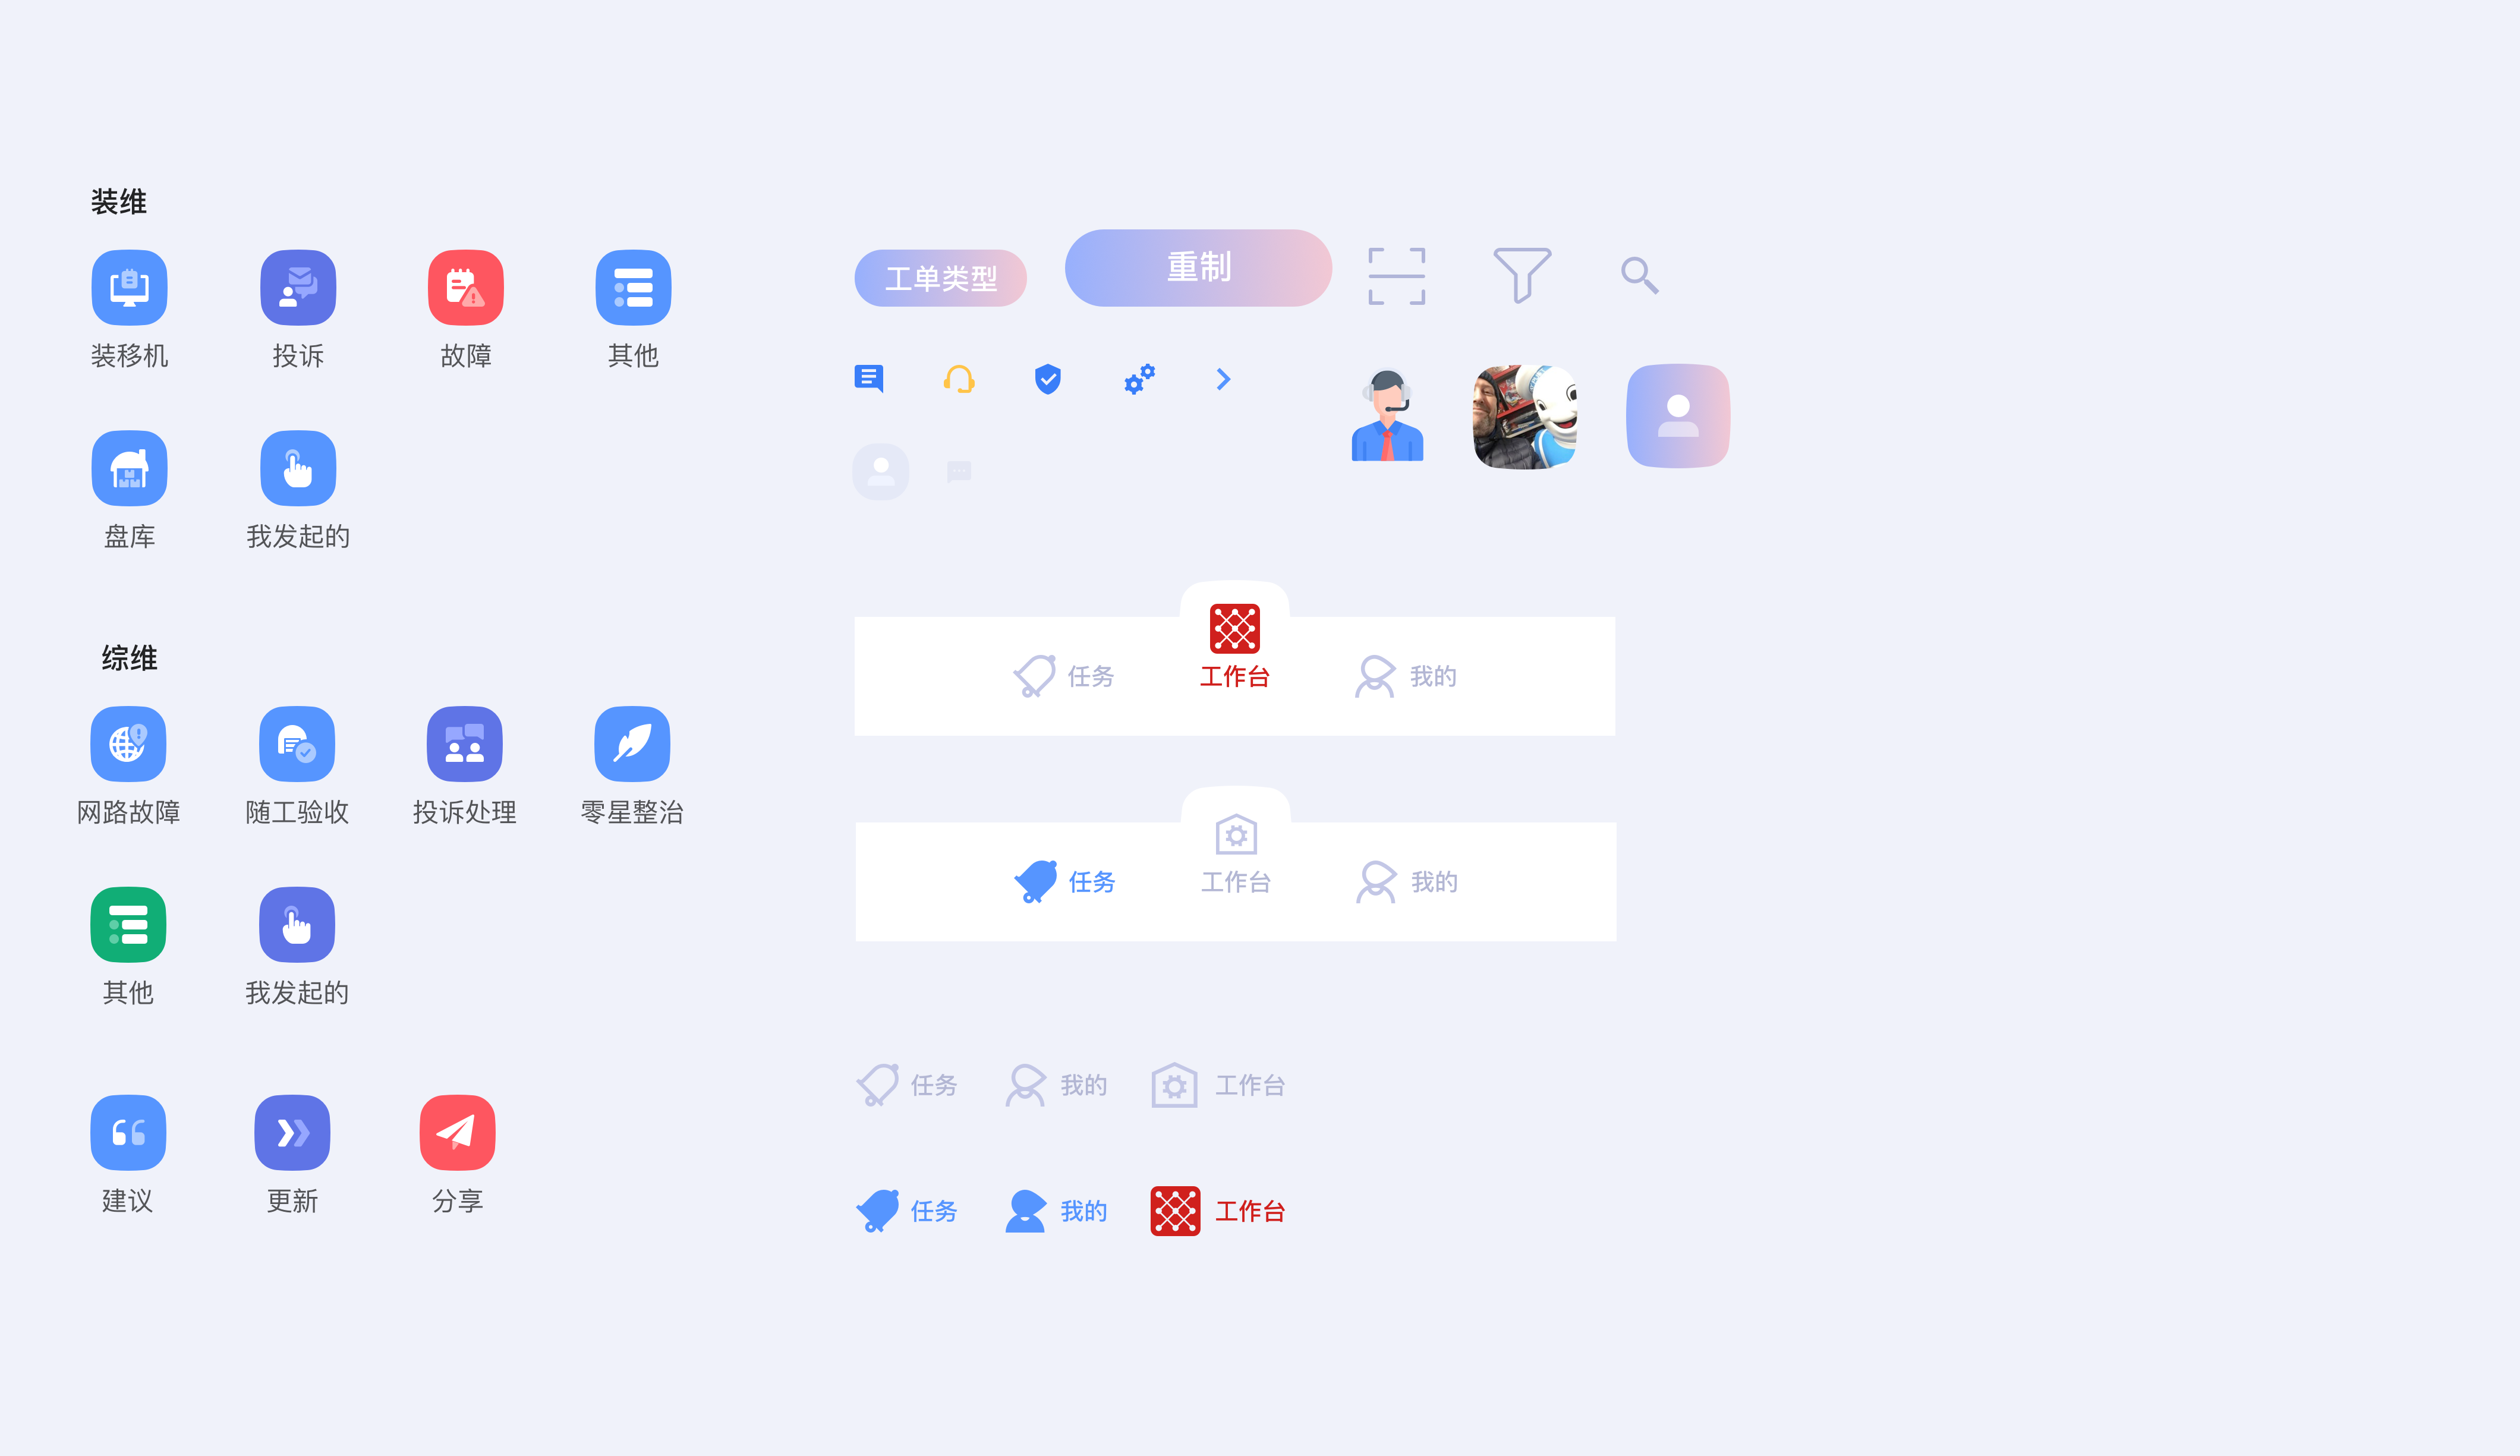 装维
装移机
投诉
故障
其他
盘库
我发起的
综维
网路故障
随工验收
投诉处理
零星整治
其他
我发起的
建议
更新
分享
工单类型
重制
任务
工作台
我的
任务
工作台
我的
任务
我的
工作台
任务
我的
工作台